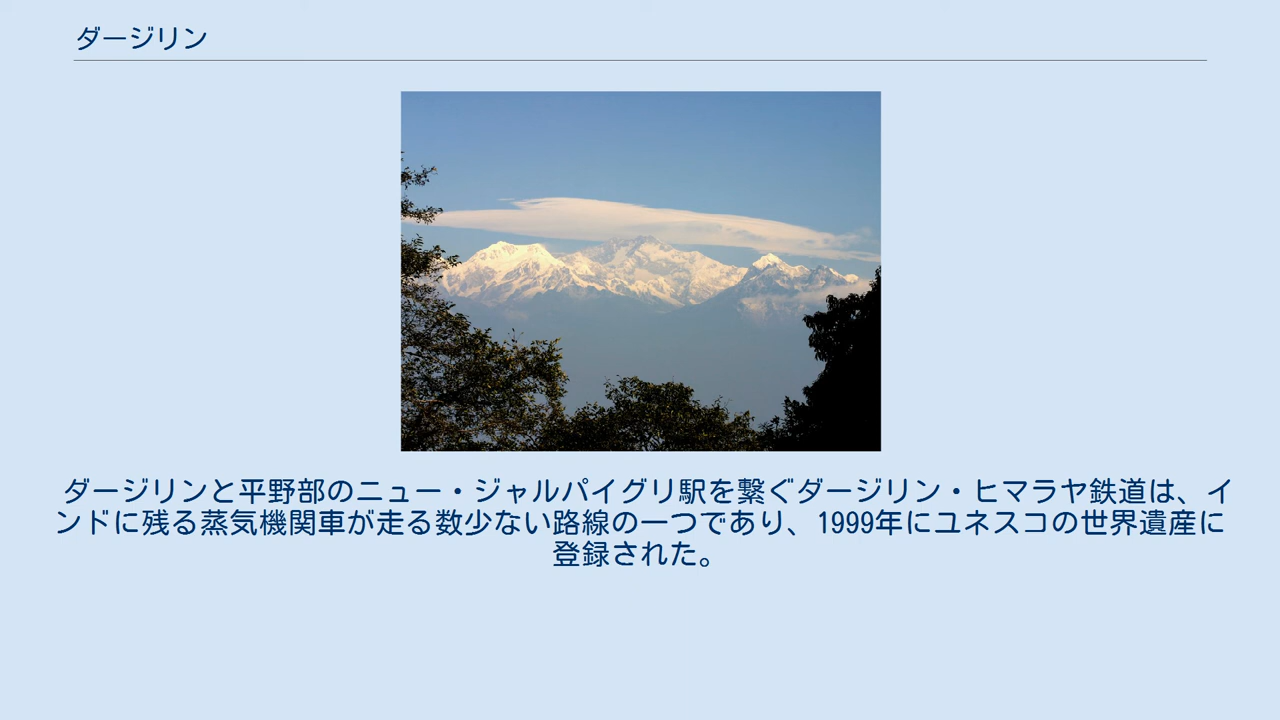 ダージリン
ダージリンと平野部のニュー・ジャルパイグリ駅を繋ぐダージリン・ヒマラヤ鉄道は、イ
ンドに残る蒸気機関車が走る数少ない路線の一つであり、1999年にユネスコの世界遺産に
登録された。